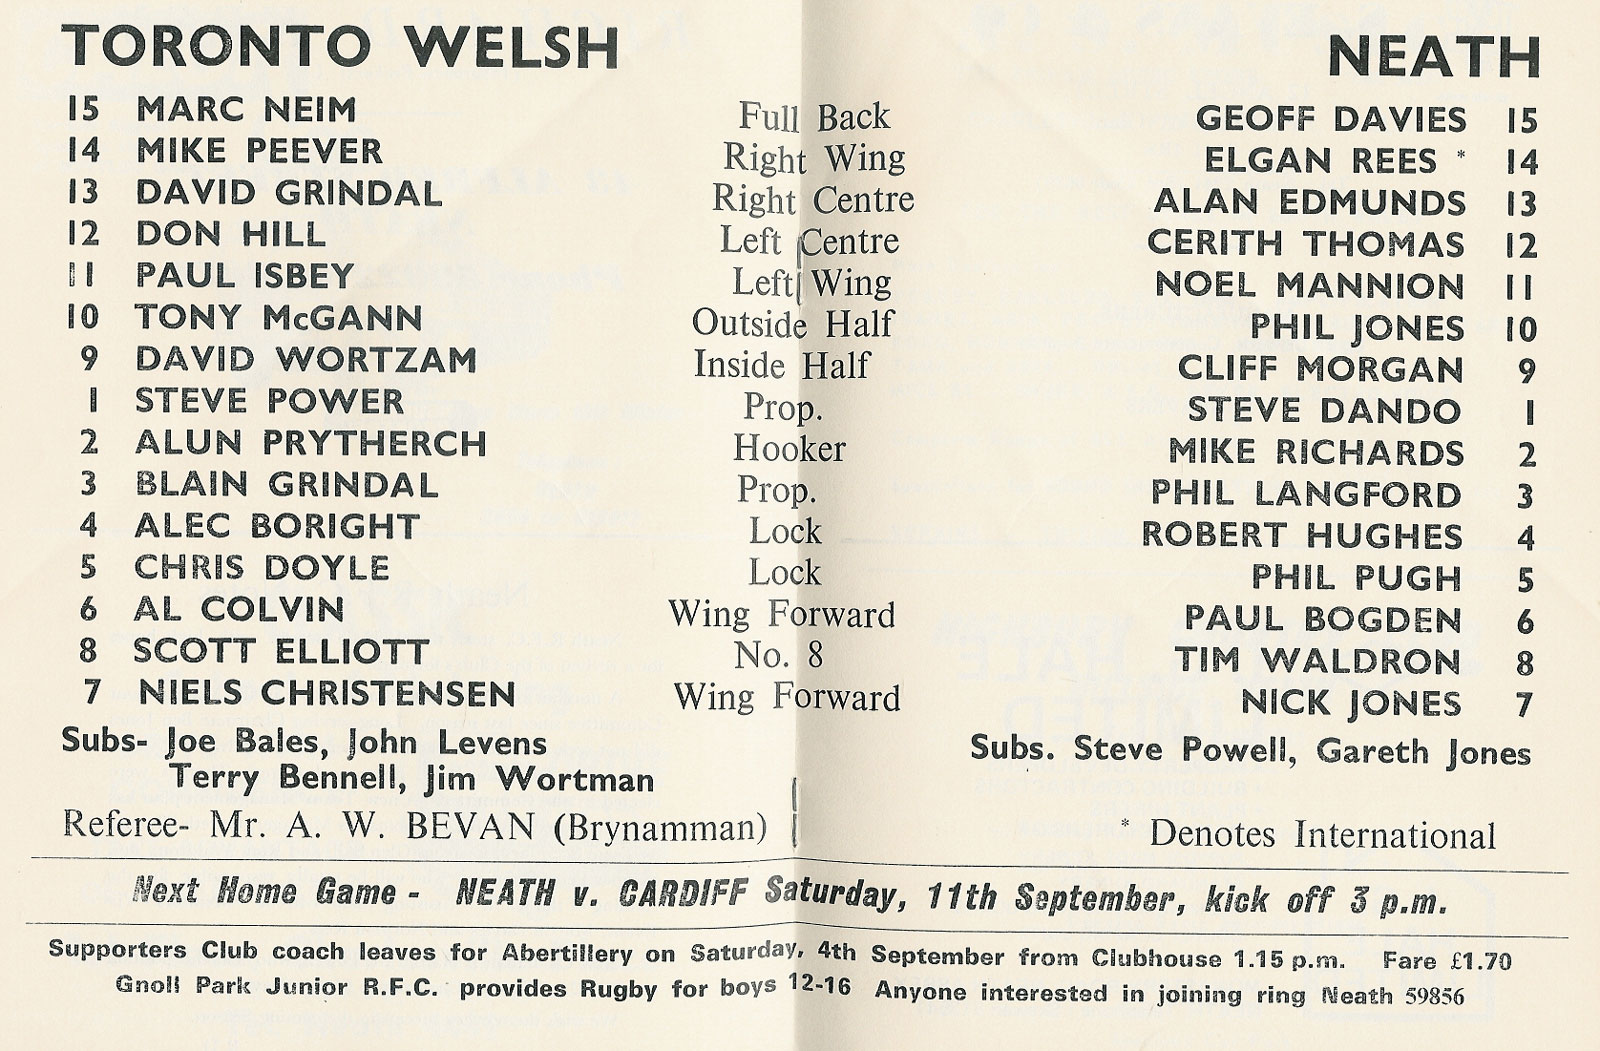 TORONTO WELSH NEATH
15 MARC NEIM Full Back GEOFF DAVIES 15
14 MIKE PEEVER Right Wing ELGAN REES * 14
13 DAVID GRINDAL Right Centre ALAN EDMUNDS 13
12 DON HILL Left Centre CERITH THOMAS 12
11 PAUL ISBEY Left Wing NOEL MANNION 11
10 TONY McGANN Outside Half PHIL JONES 10
9 DAVID WORTZAM Inside Half CLIFF MORGAN 9
1 STEVE POWER Prop. STEVE DANDO 1
2 ALUN PRYTHERCH Hooker MIKE RICHARDS 2
3 BLAIN GRINDAL Prop. PHIL LANGFORD 3
4 ALEC BORIGHT Lock ROBERT HUGHES 4
5 CHRIS DOYLE Lock PHIL PUGH 5
6 AL COLVIN Wing Forward PAUL BOGDEN 6
8 SCOTT ELLIOTT No. 8 TIM WALDRON 8
7 NIELS CHRISTENSEN Wing Forward NICK JONES 7
Subs- Joe Bales, John Levens Subs. Steve Powell, Gareth Jones
Terry Bennell, Jim Wortman
Referee- Mr. A. W. BEVAN (Brynamman) * Denotes International
Next Home Game - NEATH v. CARDIFF Saturday, 11th September, kick off 3 p.m.
Supporters Club coach leaves for Abertillery on Saturday, 4th September from Clubhouse 1.15 p.m. Fare £1.70
Gnoll Park Junior R.F.C. provides Rugby for boys 12-16 Anyone interested in joining ring Neath 59856